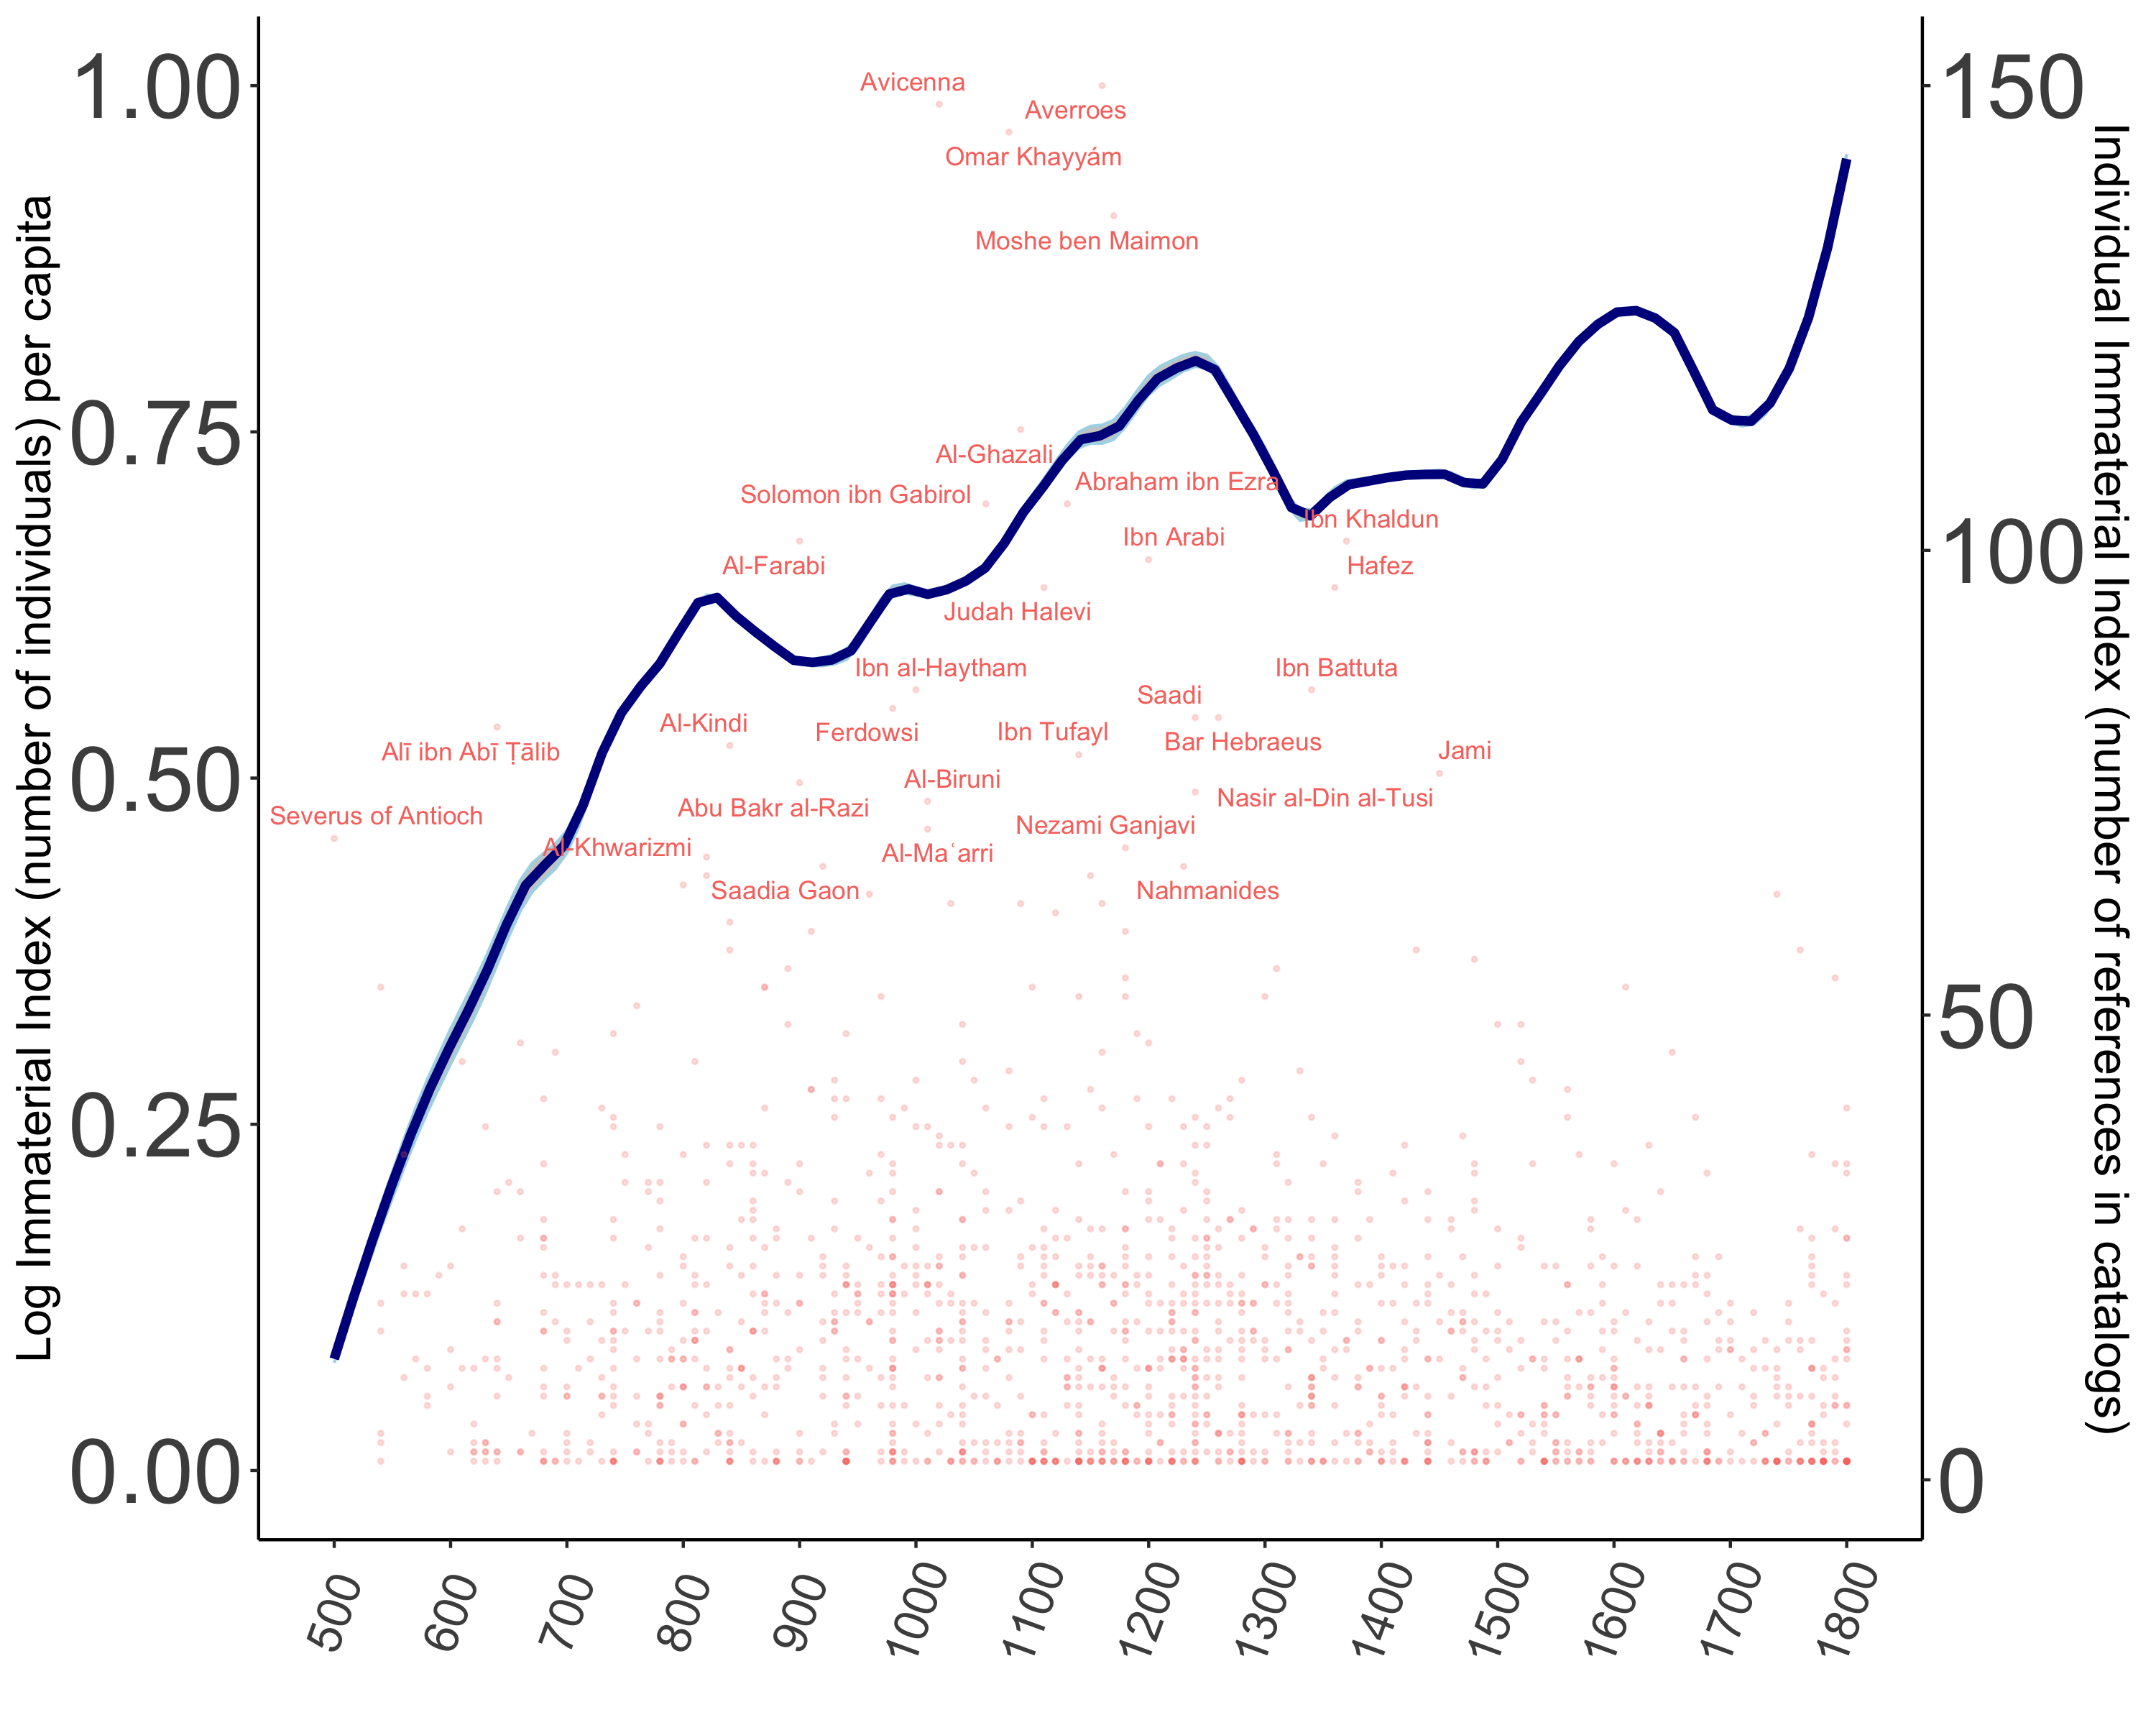 Log Immaterial Index (number of individuals) per capita
1.00
0.75
0.50
0.25
0.00
Avicenna
Averroes
Omar Khayyám
Moshe ben Maimon
Al-Ghazali
Abraham ibn Ezra
Solomon ibn Gabirol
Ibn Khaldun
Ibn Arabi
Al-Farabi
Hafez
Judah Halevi
Ibn al-Haytham
Ibn Battuta
Saadi
Al-Kindi
Ferdowsi
Ibn Tufayl
Bar Hebraeus
Alī ibn Abī Ṭālib
Jami
Al-Biruni
Nasir al-Din al-Tusi
Abu Bakr al-Razi
Severus of Antioch
Nezami Ganjavi
Al-Khwarizmi
Al-Maʿarri
Saadia Gaon
Nahmanides
150
100
50
0
Individual Immaterial Index (number of references in catalogs)
500
600
700
800
900
1000
1100
1200
1300
1400
1500
1600
1700
1800